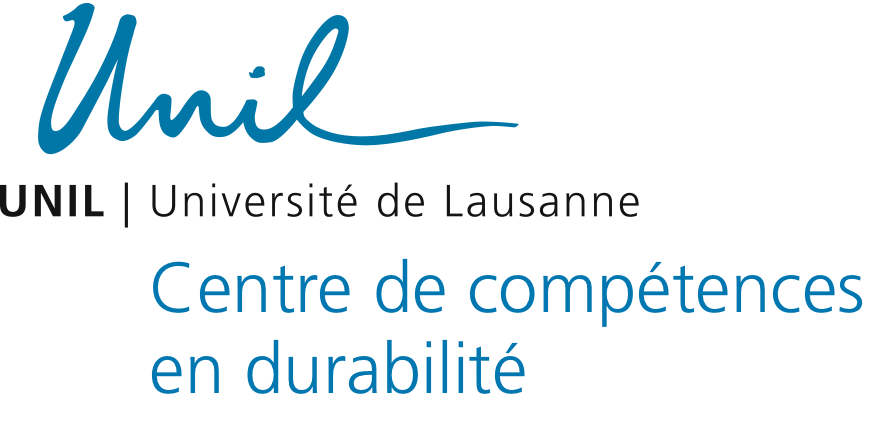 Unil
UNIL | Université de Lausanne
Centre de compétences
en durabilité